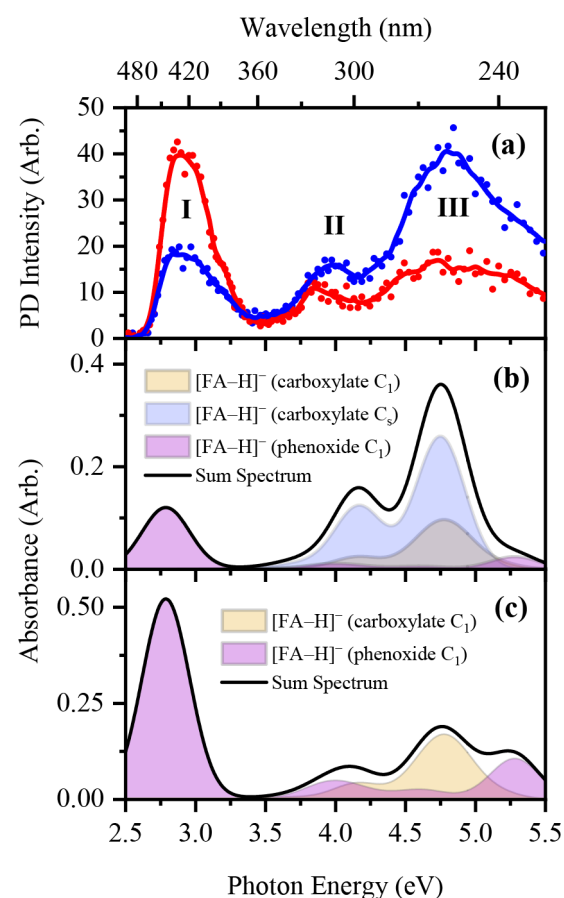 Wavelength (nm)
480 420 360 300 240
50
40
30
20
10
0
PD Intensity (Arb.)
(a)
I
II
III
0.4
0.2
0.0
(b)
[FA–H]⁻ (carboxylate C₁)
[FA–H]⁻ (carboxylate Cₛ)
[FA–H]⁻ (phenoxide C₁)
Sum Spectrum
Absorbance (Arb.)
0.50
0.25
0.00
(c)
[FA–H]⁻ (carboxylate C₁)
[FA–H]⁻ (phenoxide C₁)
Sum Spectrum
2.5 3.0 3.5 4.0 4.5 5.0 5.5
Photon Energy (eV)